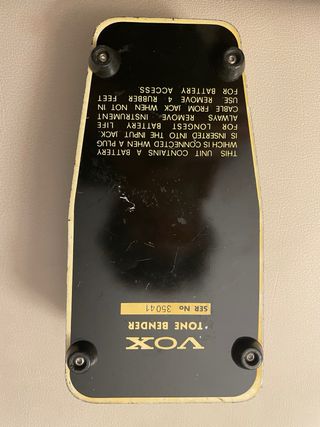 VOX
TONE BENDER
SER No 35041
THIS UNIT CONTAINS A BATTERY
WHICH IS CONNECTED WHEN A PLUG
IS INSERTED INTO THE INPUT JACK.
FOR LONGEST BATTERY LIFE
ALWAYS REMOVE INSTRUMENT
CABLE FROM JACK WHEN NOT IN
USE. REMOVE 4 RUBBER FEET
FOR BATTERY ACCESS.